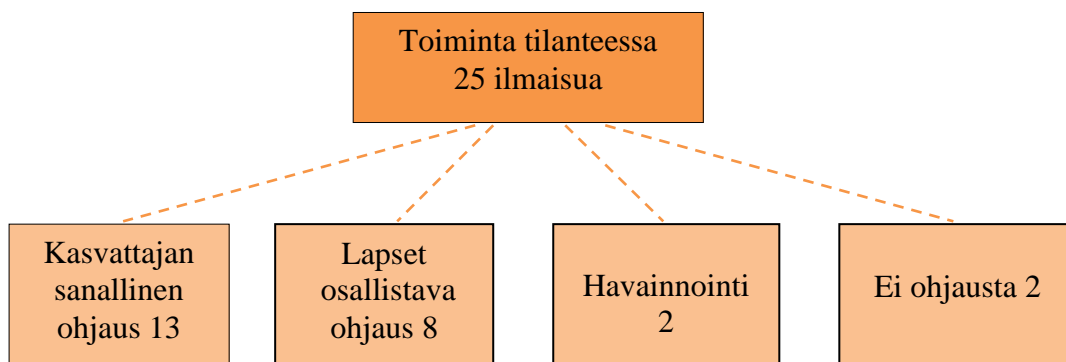 Toiminta tilanteessa
25 ilmaisua
Kasvattajan
sanallinen
ohjaus 13
Lapset
osallistava
ohjaus 8
Havainnointi
2
Ei ohjausta 2